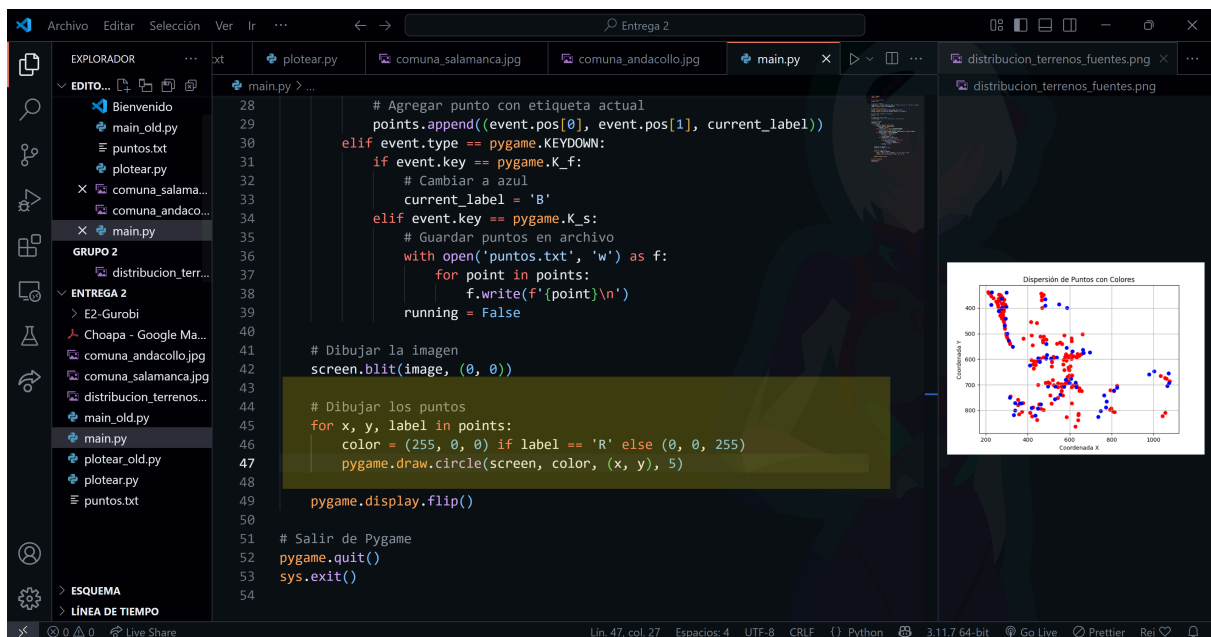 Archivo Editar Selección Ver Ir ··· Entrega 2
EXPLORADOR ···
EDITO...
Bienvenido
main_old.py
puntos.txt
plotear.py
comuna_salama...
comuna_andaco...
main.py
GRUPO 2
distribucion_terr...
ENTREGA 2
E2-Gurobi
Choapa - Google Ma...
comuna_andacollo.jpg
comuna_salamanca.jpg
distribucion_terrenos...
main_old.py
main.py
plotear_old.py
plotear.py
puntos.txt
ESQUEMA
LÍNEA DE TIEMPO
xt plotear.py comuna_salamanca.jpg comuna_andacollo.jpg main.py
main.py > ...
28 # Agregar punto con etiqueta actual
29 points.append((event.pos[0], event.pos[1], current_label))
30 elif event.type == pygame.KEYDOWN:
31 if event.key == pygame.K_f:
32 # Cambiar a azul
33 current_label = 'B'
34 elif event.key == pygame.K_s:
35 # Guardar puntos en archivo
36 with open('puntos.txt', 'w') as f:
37 for point in points:
38 f.write(f'{point}\n')
39 running = False
40
41 # Dibujar la imagen
42 screen.blit(image, (0, 0))
43
44 # Dibujar los puntos
45 for x, y, label in points:
46 color = (255, 0, 0) if label == 'R' else (0, 0, 255)
47 pygame.draw.circle(screen, color, (x, y), 5)
48
49 pygame.display.flip()
50
51 # Salir de Pygame
52 pygame.quit()
53 sys.exit()
54
distribucion_terrenos_fuentes.png ···
distribucion_terrenos_fuentes.png
Dispersión de Puntos con Colores
Coordenada Y
400
500
600
700
800
200 400 600 800 1000
Coordenada X
0 0 0 Live Share Lín. 47, col. 27 Espacios: 4 UTF-8 CRLF {} Python 3.11.7 64-bit Go Live Prettier Rei